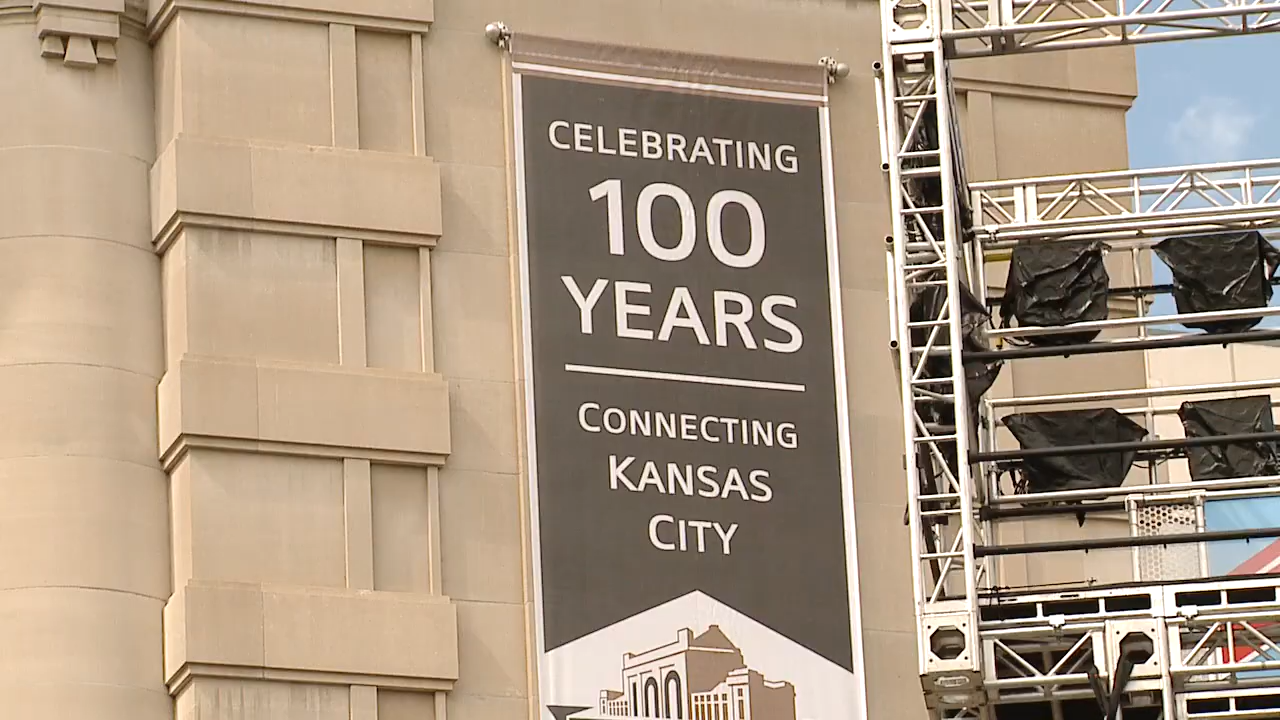 CELEBRATING
100
YEARS
CONNECTING
KANSAS
CITY